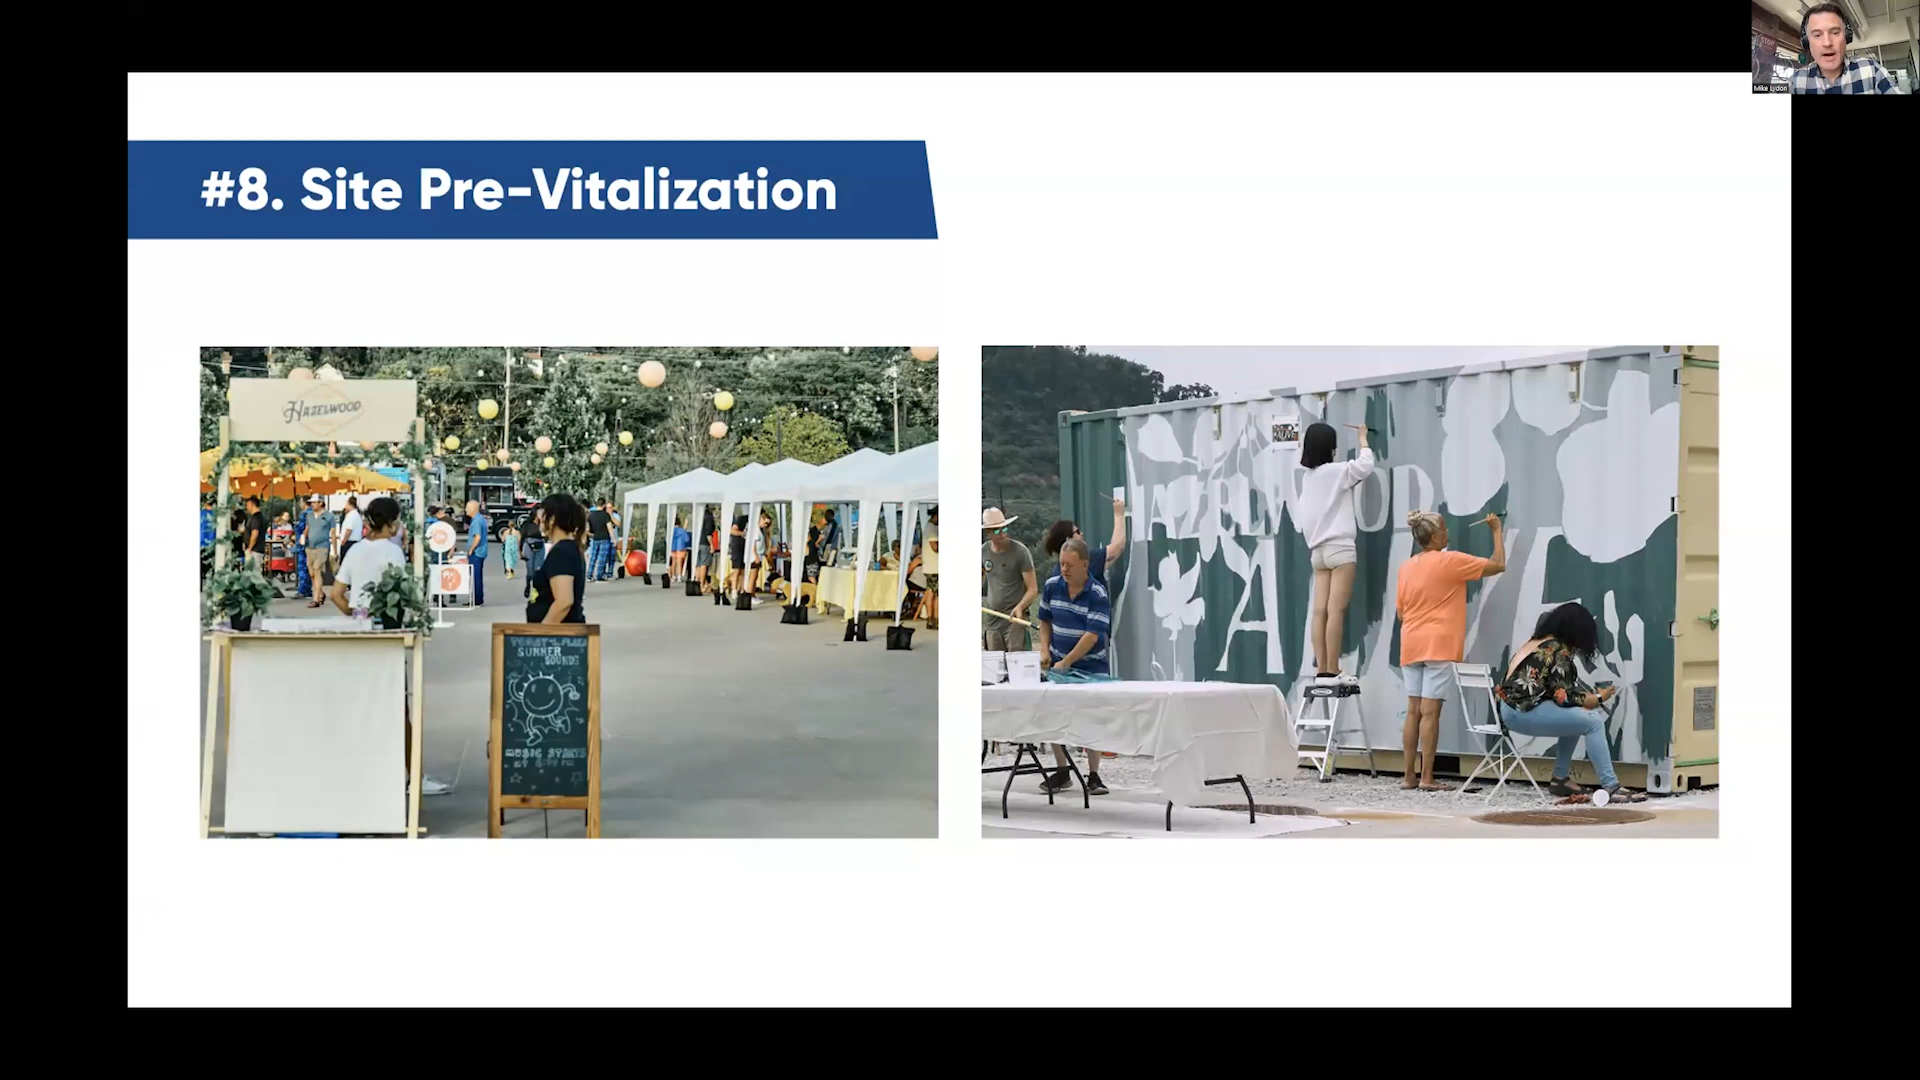 Mike Lydon
#8. Site Pre-Vitalization
HAZELWOOD
SUMMER
SOUNDS
MUSIC STARTS
HAZELWOOD
ALIVE